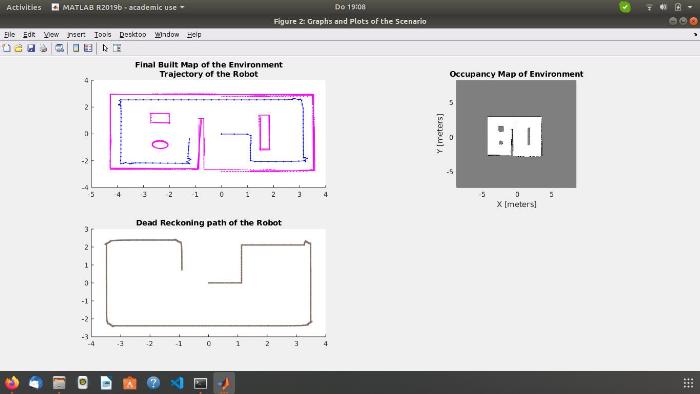 Activities MATLAB R2019b - academic use Do 19:08
Figure 2: Graphs and Plots of the Scenario
File Edit View Insert Tools Desktop Window Help
Final Built Map of the Environment
Trajectory of the Robot
4
2
0
-2
-4
-5 -4 -3 -2 -1 0 1 2 3 4
Occupancy Map of Environment
Y [meters]
5
0
-5
-5 0 5
X [meters]
Dead Reckoning path of the Robot
3
2
1
0
-1
-2
-3
-4 -3 -2 -1 0 1 2 3 4